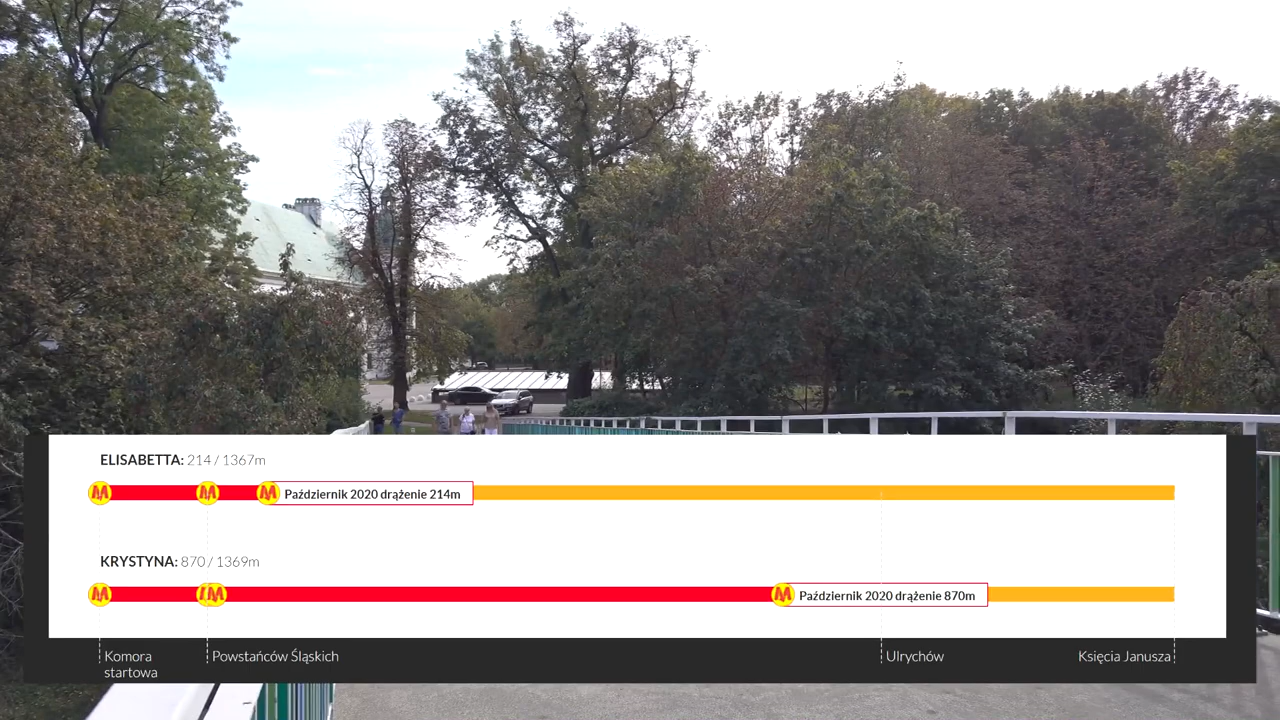 ELISABETTA: 214 / 1367m
M M M Październik 2020 drążenie 214m
KRYSTYNA: 870 / 1369m
M M M Październik 2020 drążenie 870m
Komora
startowa
Powstańców Śląskich
Ulrychów
Księcia Janusza